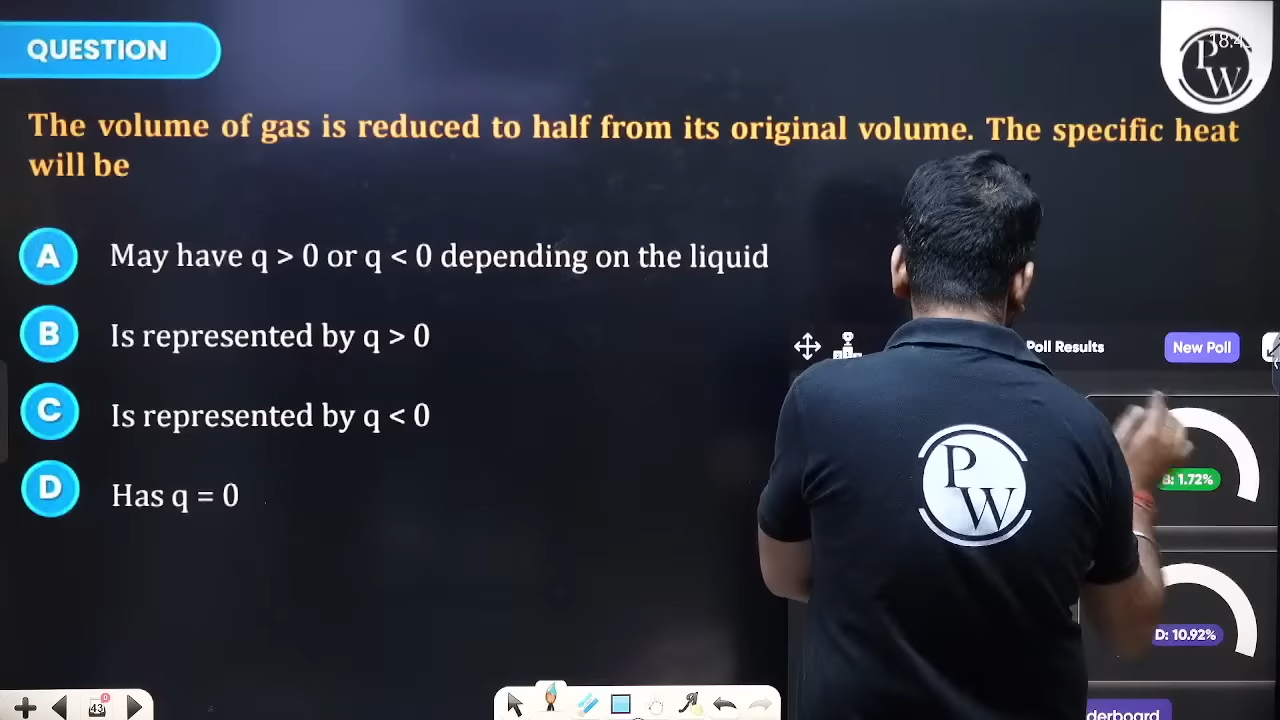 QUESTION
The volume of gas is reduced to half from its original volume. The specific heat
will be
A May have q > 0 or q < 0 depending on the liquid
B Is represented by q > 0
C Is represented by q < 0
D Has q = 0
Poll Results
New Poll
B: 1.72%
D: 10.92%
43
PW
PW